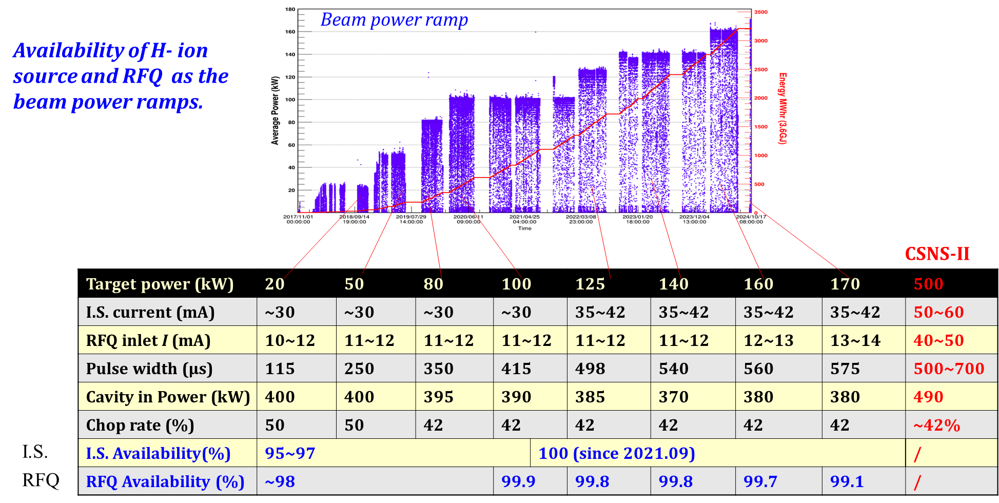 Availability of H- ion
source and RFQ as the
beam power ramps.
Beam power ramp
180
160
140
120
100
80
60
40
20
Average Power (kW)
3500
3000
2500
2000
1500
1000
500
0
Energy MWhr (3.6GJ)
2017/11/01 2018/09/14 2019/07/29 2020/06/11 2021/04/25 2022/03/08 2023/01/20 2023/12/04 2024/10/17
00:00:00 19:00:00 14:00:00 09:00:00 04:00:00 23:00:00 18:00:00 13:00:00 08:00:00
Time
CSNS-II
Target power (kW) 20 50 80 100 125 140 160 170 500
I.S. current (mA) ~30 ~30 ~30 ~30 35~42 35~42 35~42 35~42 50~60
RFQ inlet I (mA) 10~12 11~12 11~12 11~12 11~12 11~12 12~13 13~14 40~50
Pulse width (μs) 115 250 350 415 498 540 560 575 500~700
Cavity in Power (kW) 400 400 395 390 385 370 380 380 490
Chop rate (%) 50 50 42 42 42 42 42 42 ~42%
I.S. I.S. Availability(%) 95~97 100 (since 2021.09) /
RFQ RFQ Availability (%) ~98 99.9 99.8 99.8 99.7 99.1 /